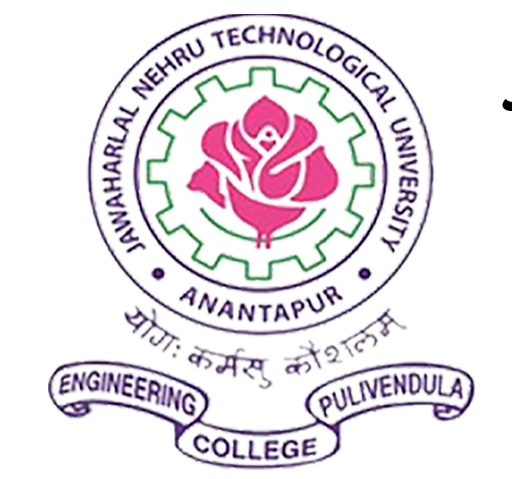 JAWAHARLAL NEHRU TECHNOLOGICAL UNIVERSITY
ANANTAPUR
योगः कर्मसु कौशलम
ENGINEERING COLLEGE PULIVENDULA